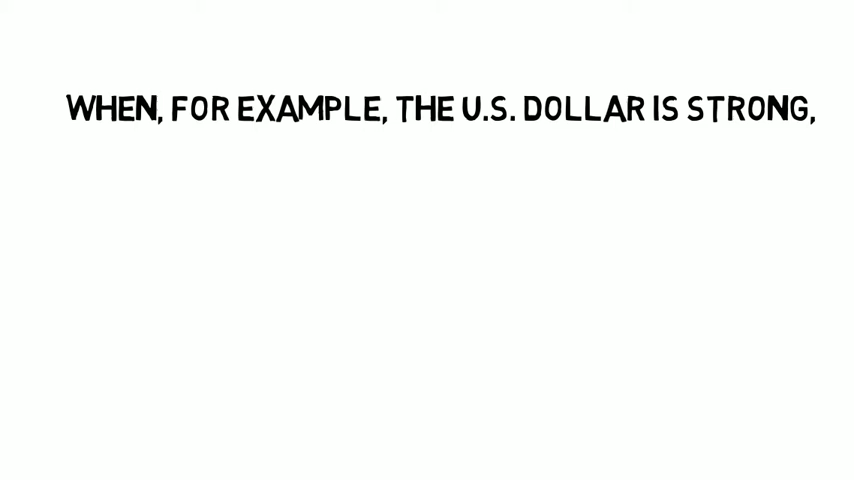 WHEN, FOR EXAMPLE, THE U.S. DOLLAR IS STRONG,